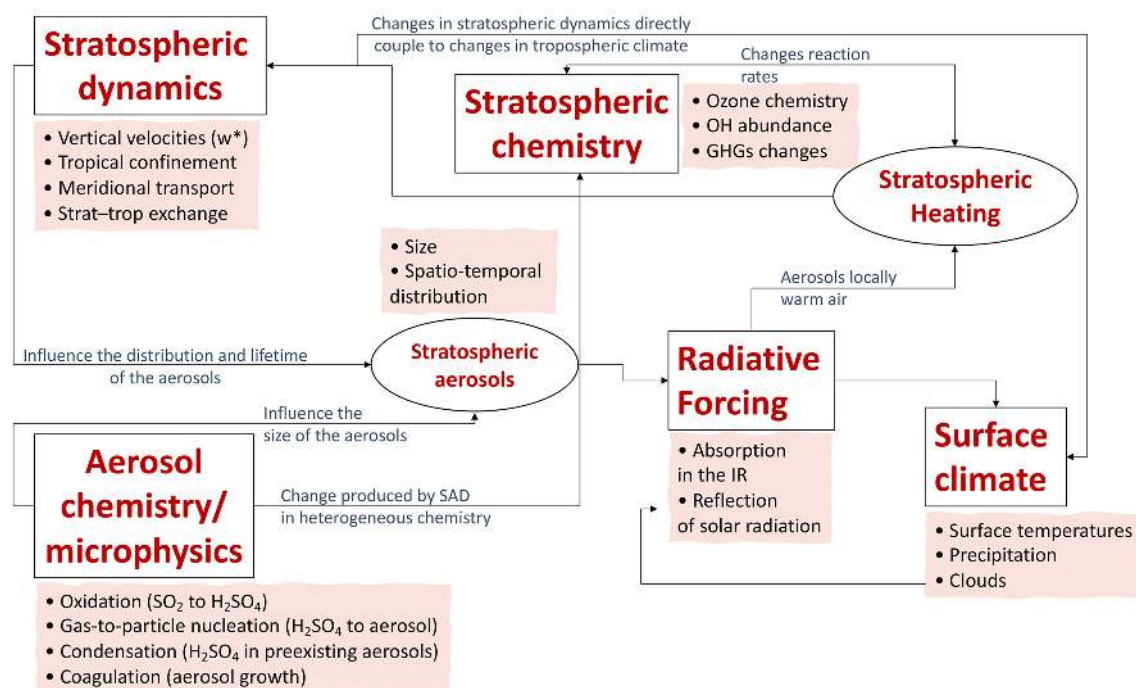 Changes in stratospheric dynamics directly
couple to changes in tropospheric climate
Stratospheric
dynamics
• Vertical velocities (w*)
• Tropical confinement
• Meridional transport
• Strat–trop exchange
Stratospheric
chemistry
Changes reaction
rates
• Ozone chemistry
• OH abundance
• GHGs changes
Stratospheric
Heating
• Size
• Spatio-temporal
distribution
Aerosols locally
warm air
Influence the distribution and lifetime
of the aerosols
Stratospheric
aerosols
Radiative
Forcing
• Absorption
in the IR
• Reflection
of solar radiation
Surface
climate
• Surface temperatures
• Precipitation
• Clouds
Influence the
size of the aerosols
Aerosol
chemistry/
microphysics
Change produced by SAD
in heterogeneous chemistry
• Oxidation (SO₂ to H₂SO₄)
• Gas-to-particle nucleation (H₂SO₄ to aerosol)
• Condensation (H₂SO₄ in preexisting aerosols)
• Coagulation (aerosol growth)